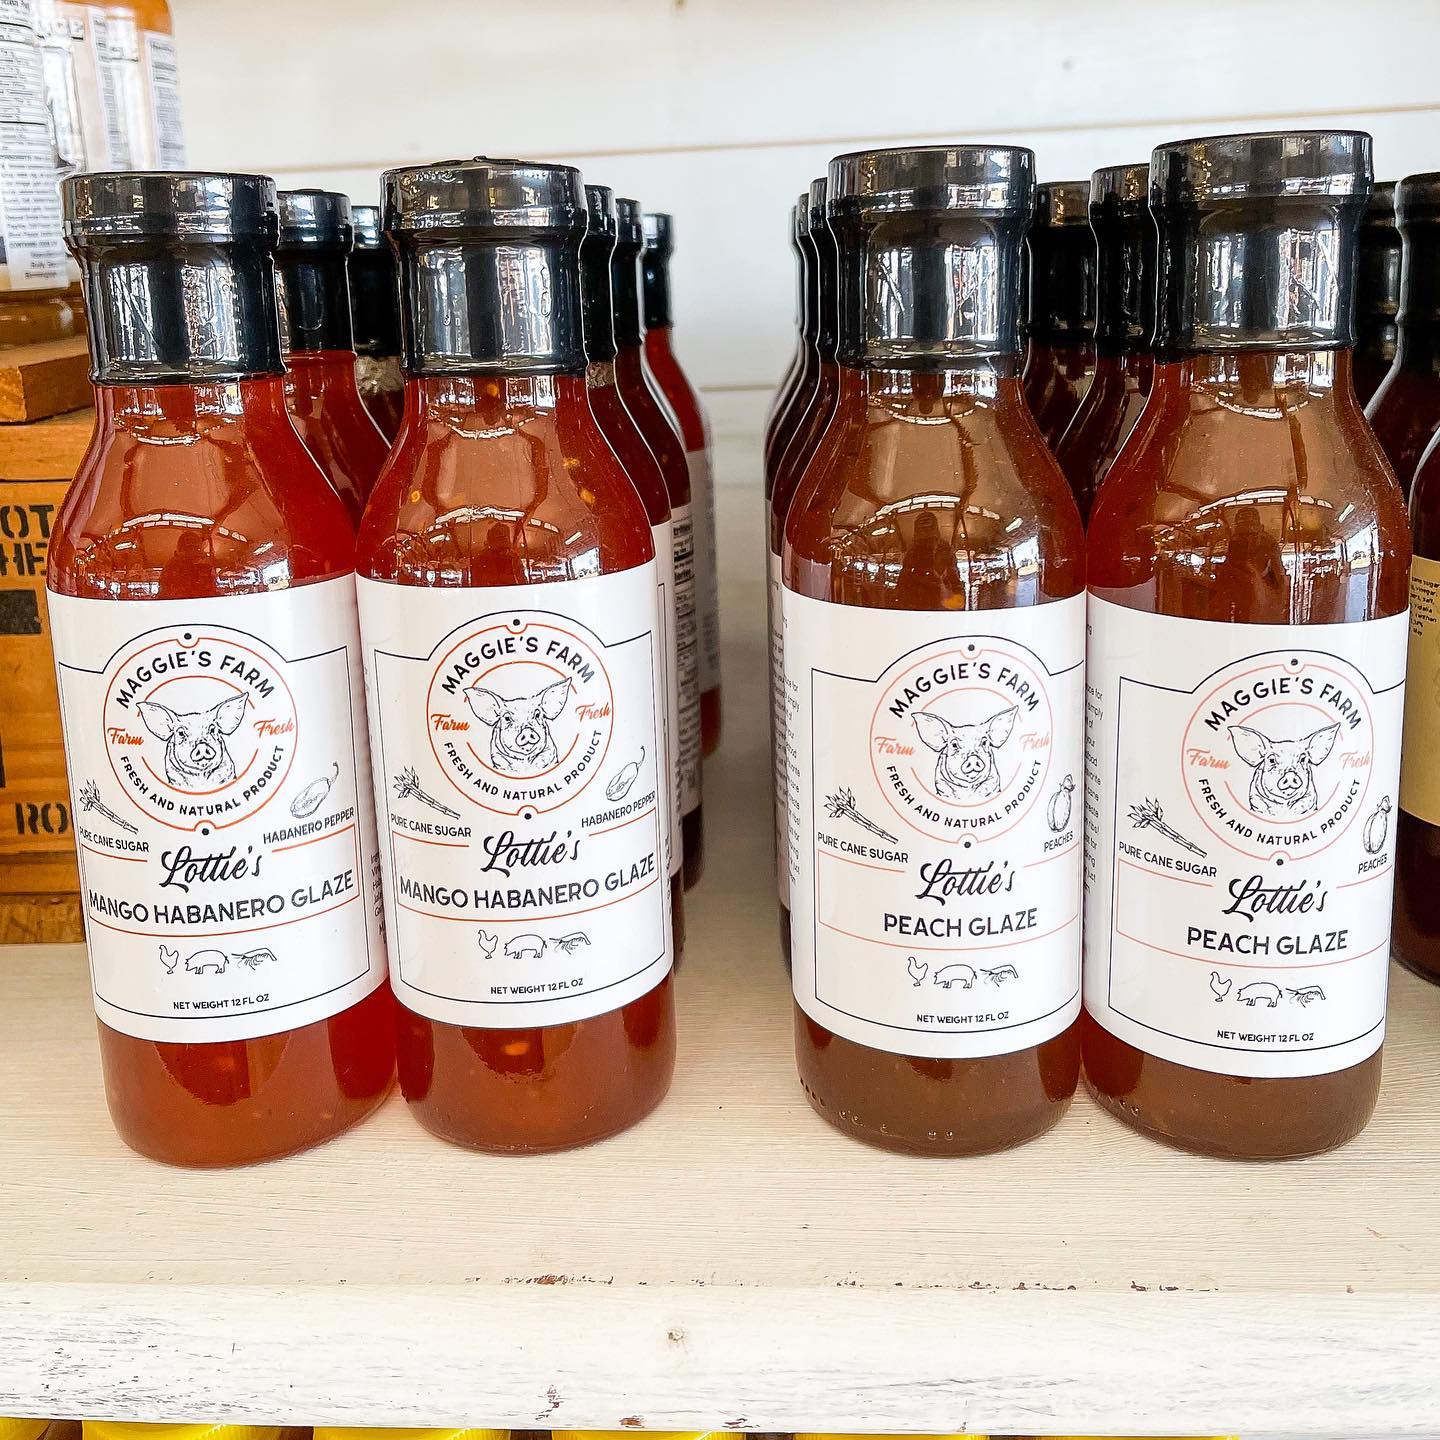 MAGGIE'S FARM
Farm Fresh
FRESH AND NATURAL PRODUCT
PURE CANE SUGAR
HABANERO PEPPER
Lottie's
MANGO HABANERO GLAZE
NET WEIGHT 12 FL OZ
MAGGIE'S FARM
Farm Fresh
FRESH AND NATURAL PRODUCT
PURE CANE SUGAR
HABANERO PEPPER
Lottie's
MANGO HABANERO GLAZE
NET WEIGHT 12 FL OZ
MAGGIE'S FARM
Farm Fresh
FRESH AND NATURAL PRODUCT
PURE CANE SUGAR
PEACHES
Lottie's
PEACH GLAZE
NET WEIGHT 12 FL OZ
MAGGIE'S FARM
Farm Fresh
FRESH AND NATURAL PRODUCT
PURE CANE SUGAR
PEACHES
Lottie's
PEACH GLAZE
NET WEIGHT 12 FL OZ